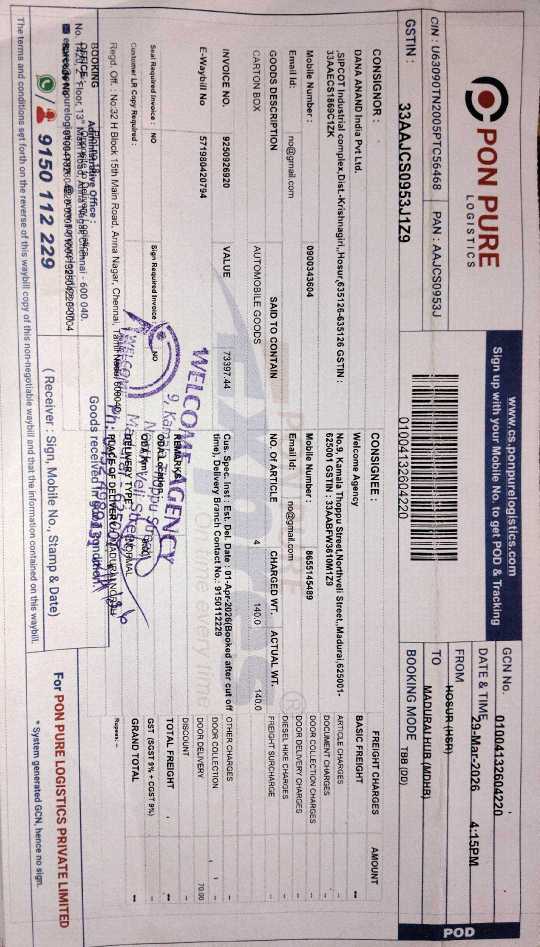 PON PURE
LOGISTICS
CIN : U63090TN2005PTC56468 PAN : AAJCS0953J
GSTIN : 33AAJCS0953J1Z9
www.cs.ponpurelogistics.com
Sign up with your Mobile No. to get POD & Tracking
01004132604220
GCN No. 01004132604220
DATE & TIME 29-Mar-2026 4:15PM
FROM HOSUR (HSR)
TO MADURAI HUB (MDHB)
BOOKING MODE TBB (DD)
POD
CONSIGNOR :
DANA ANAND India Pvt Ltd.
,SIPCOT Industrial complex,Dist.-Krishnagiri,,Hosur,635126-635126 GSTIN :
33AAECS1869C1ZK
Mobile Number : 0900343604
Email Id: no@gmail.com
CONSIGNEE :
Welcome Agency
No.9, Kamala Thoppu Street,Northveli Street,,Madurai,625001-
625001 GSTIN : 33AABFW3610M1Z9
Mobile Number : 8655145489
Email Id: no@gmail.com
GOODS DESCRIPTION SAID TO CONTAIN NO. OF ARTICLE CHARGED WT. ACTUAL WT.
CARTON BOX AUTOMOBILE GOODS 4 140.0 140.0
INVOICE NO. 9250926920 VALUE 73397.44
E-Waybill No 571980420794
Cus. Spec. Inst : Est. Del. Date : 01-Apr-2026(Booked after cut off
time), Delivery Branch Contact No : 9150112229
Seal Required Invoice : NO Sign Required Invoice : NO
Customer LR Copy Required :
REMARKS
DELIVERY TYPE : NORMAL
PLACE OF DELIVERY : MADURAI
FREIGHT CHARGES AMOUNT
BASIC FREIGHT **
ARTICLE CHARGES --
DOCUMENT CHARGES --
DOOR COLLECTION CHARGES --
DOOR DELIVERY CHARGES --
DIESEL HIKE CHARGES --
FREIGHT SURCHARGE --
OTHER CHARGES --
DOOR COLLECTION
DOOR DELIVERY 70.00
DISCOUNT
TOTAL FREIGHT **
GST (SGST 9% + CGST 9%) --
GRAND TOTAL **
Rupees: --
WELCOME AGENCY
Regd. Off. : No:32 H Block 15th Main Road, Anna Nagar, Chennai, Tamil Nadu 600040.
BOOKING
OFFICE :
Administrative Office :
9150 112 229
Goods received in good condition.
( Receiver : Sign, Mobile No., Stamp & Date)
For PON PURE LOGISTICS PRIVATE LIMITED
* System generated GCN, hence no sign.
The terms and conditions set forth on the reverse of this waybill copy of this non-negotiable waybill and that the information contained on this waybill.